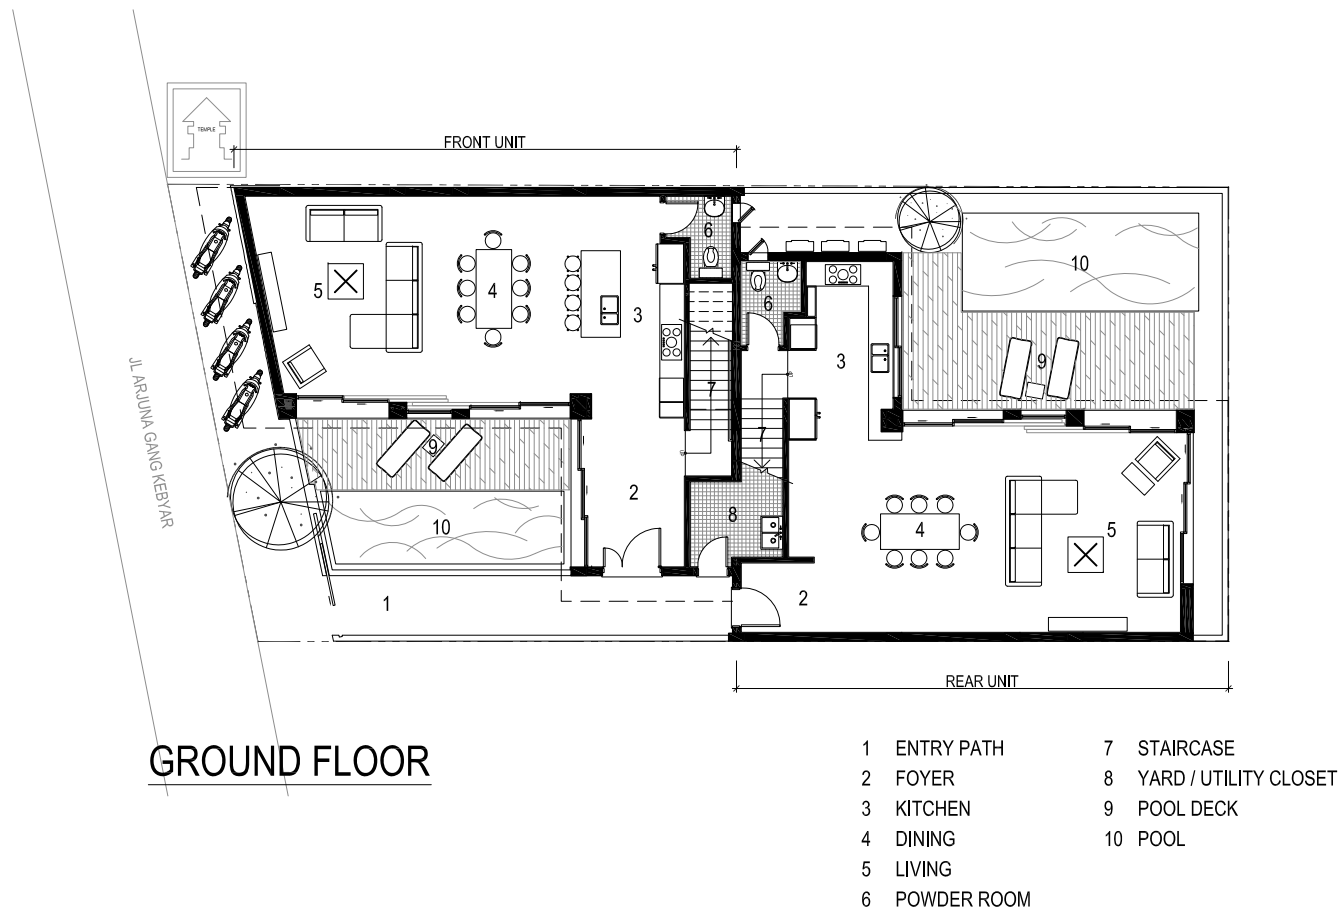 TEMPLE
FRONT UNIT
6
10
5
4
3
6
3
9
7
7
9
2
8
10
4
5
1
2
JL ARJUNA GANG KEBYAR
REAR UNIT
GROUND FLOOR
1 ENTRY PATH
2 FOYER
3 KITCHEN
4 DINING
5 LIVING
6 POWDER ROOM
7 STAIRCASE
8 YARD / UTILITY CLOSET
9 POOL DECK
10 POOL